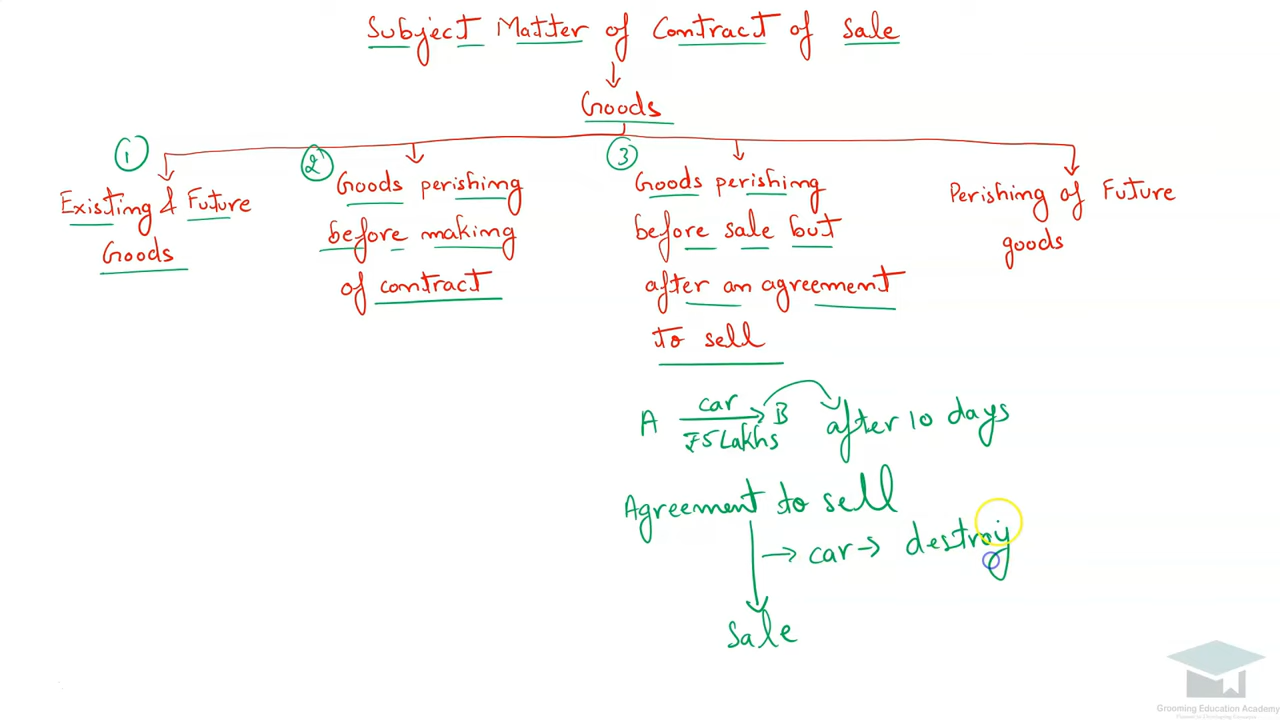 Subject Matter of Contract of Sale
Goods
①
Existing & Future
Goods
②
Goods perishing
before making
of contract
③
Goods perishing
before sale but
after an agreement
to sell
Perishing of Future
goods
A car B after 10 days
₹5 Lakhs
Agreement to sell
→ car → destroy
Sale
Grooming Education Academy